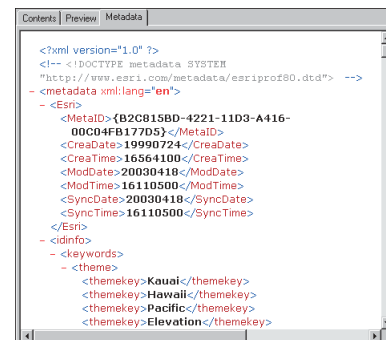 Contents Preview Metadata
<?xml version="1.0" ?>
<!-- <!DOCTYPE metadata SYSTEM
"http://www.esri.com/metadata/esriprof80.dtd"> -->
- <metadata xml:lang="en">
- <Esri>
<MetaID>{B2C815BD-4221-11D3-A416-
00C04FB177D5}</MetaID>
<CreaDate>19990724</CreaDate>
<CreaTime>16564100</CreaTime>
<ModDate>20030418</ModDate>
<ModTime>16110500</ModTime>
<SyncDate>20030418</SyncDate>
<SyncTime>16110500</SyncTime>
</Esri>
- <idinfo>
- <keywords>
- <theme>
<themekey>Kauai</themekey>
<themekey>Hawaii</themekey>
<themekey>Pacific</themekey>
<themekey>Elevation</themekey>